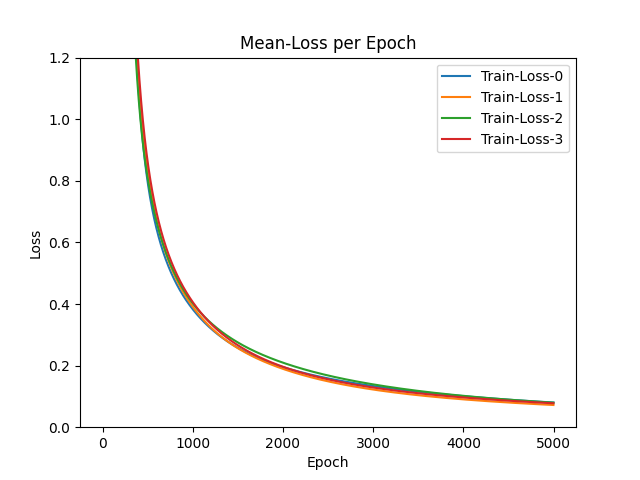 Mean-Loss per Epoch
1.2
1.0
0.8
0.6
0.4
0.2
0.0
Loss
Train-Loss-0
Train-Loss-1
Train-Loss-2
Train-Loss-3
0 1000 2000 3000 4000 5000
Epoch